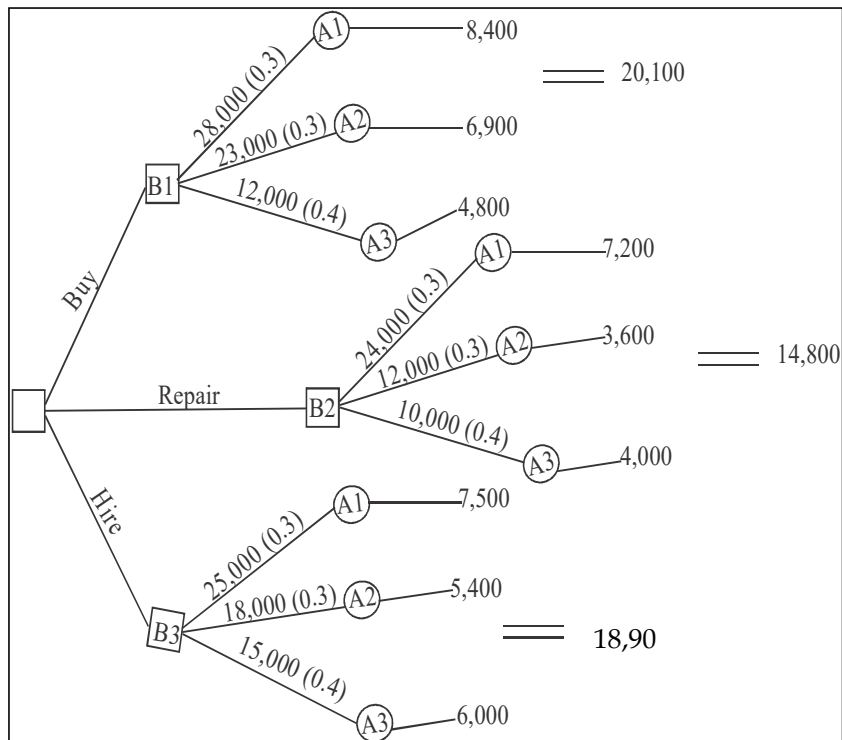 A1
8,400
20,100
28,000 (0.3)
A2
6,900
23,000 (0.3)
B1
12,000 (0.4)
4,800
A3
Buy
A1
7,200
24,000 (0.3)
A2
3,600
12,000 (0.3)
14,800
Repair
B2
10,000 (0.4)
A3
4,000
Hire
A1
7,500
25,000 (0.3)
A2
5,400
18,000 (0.3)
B3
18,90
15,000 (0.4)
A3
6,000